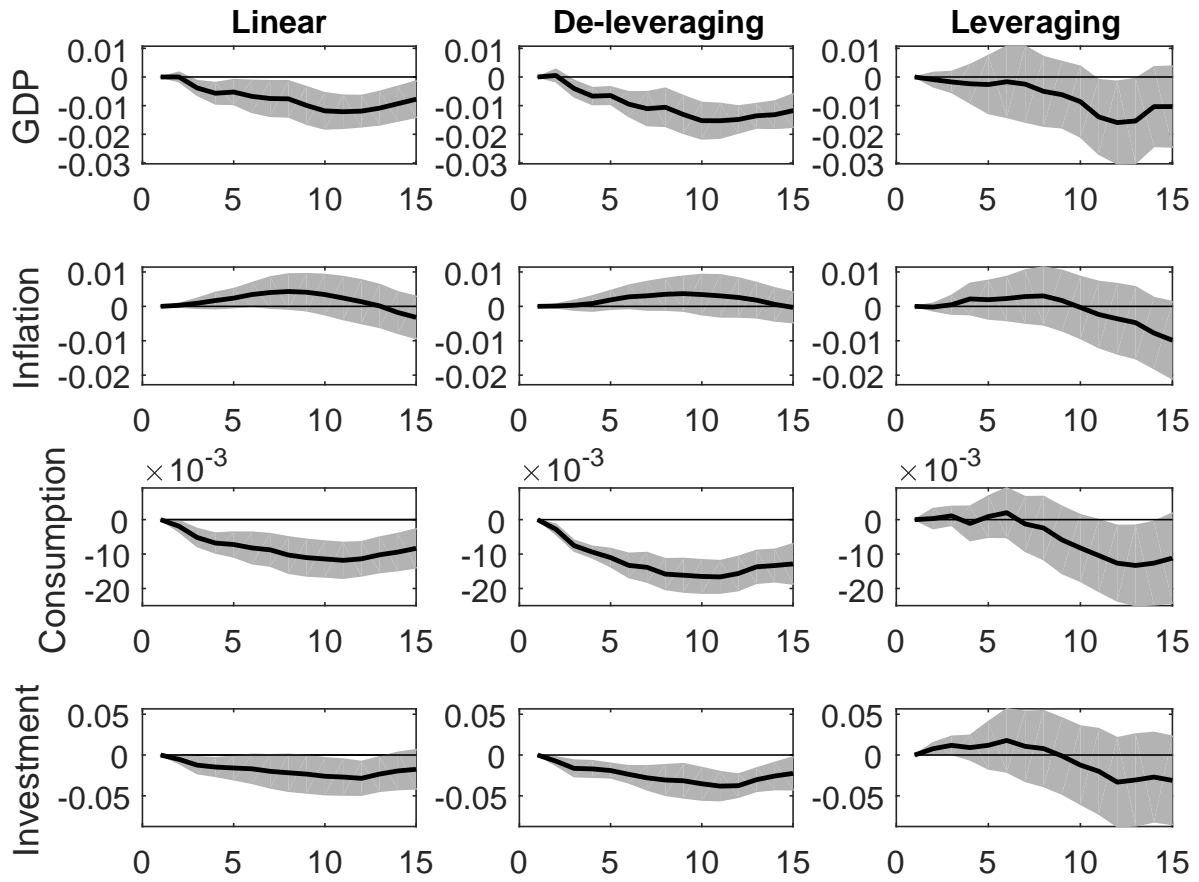 Linear De-leveraging Leveraging
GDP
0.01 0.01 0.01
0 0 0
-0.01 -0.01 -0.01
-0.02 -0.02 -0.02
-0.03 -0.03 -0.03
0 5 10 15 0 5 10 15 0 5 10 15
Inflation
0.01 0.01 0.01
0 0 0
-0.01 -0.01 -0.01
-0.02 -0.02 -0.02
0 5 10 15 0 5 10 15 0 5 10 15
Consumption
×10-3 ×10-3 ×10-3
0 0 0
-10 -10 -10
-20 -20 -20
0 5 10 15 0 5 10 15 0 5 10 15
Investment
0.05 0.05 0.05
0 0 0
-0.05 -0.05 -0.05
0 5 10 15 0 5 10 15 0 5 10 15